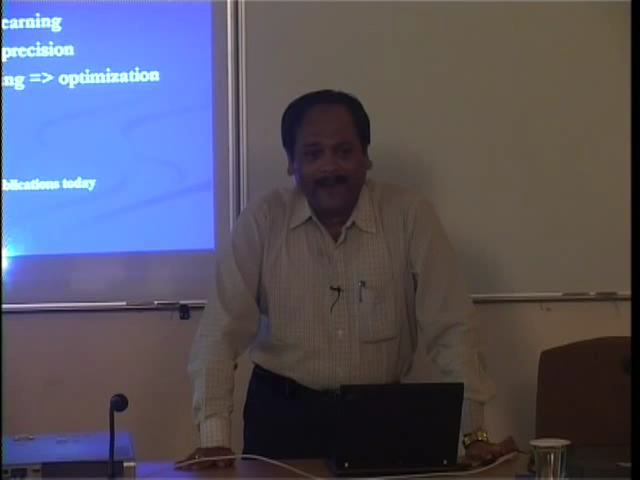 earning
precision
ng => optimization
blications today